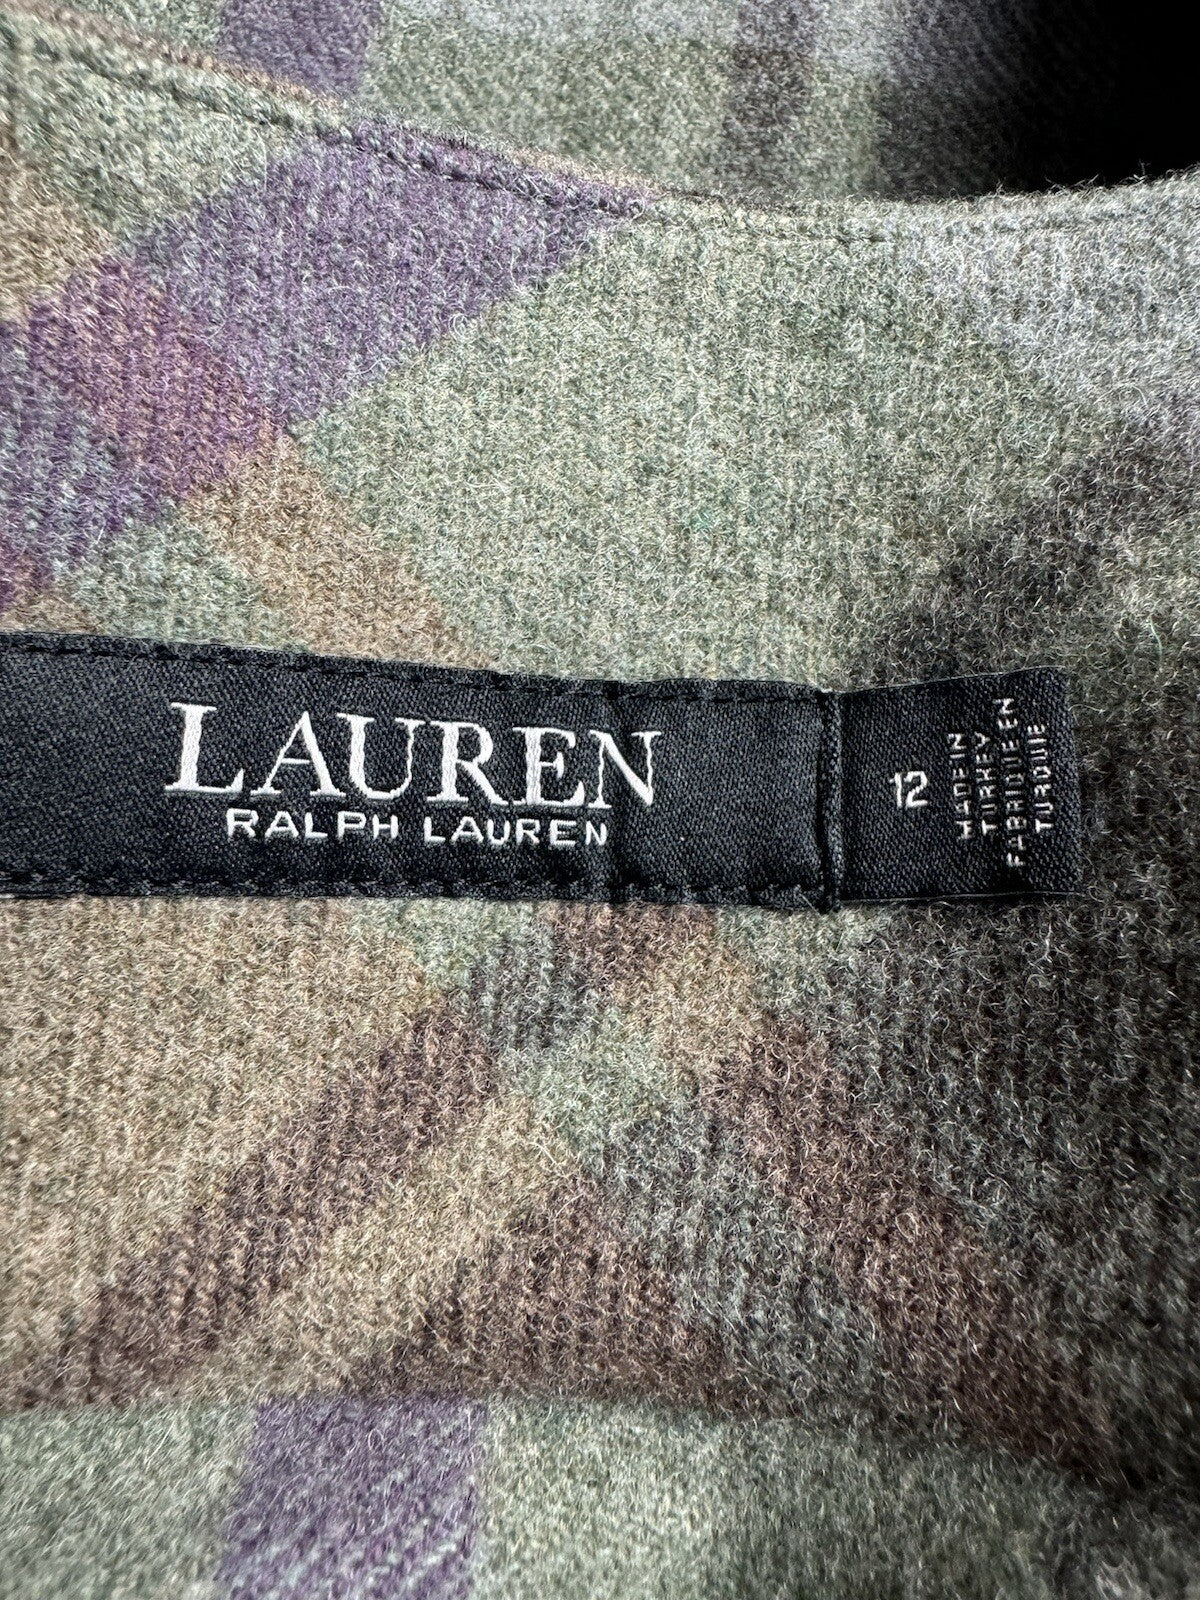 LAUREN
RALPH LAUREN
12
MADE IN
TURKEY
FABRIQUE EN
TURQUIE